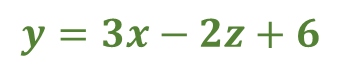 y = 3x − 2z + 6